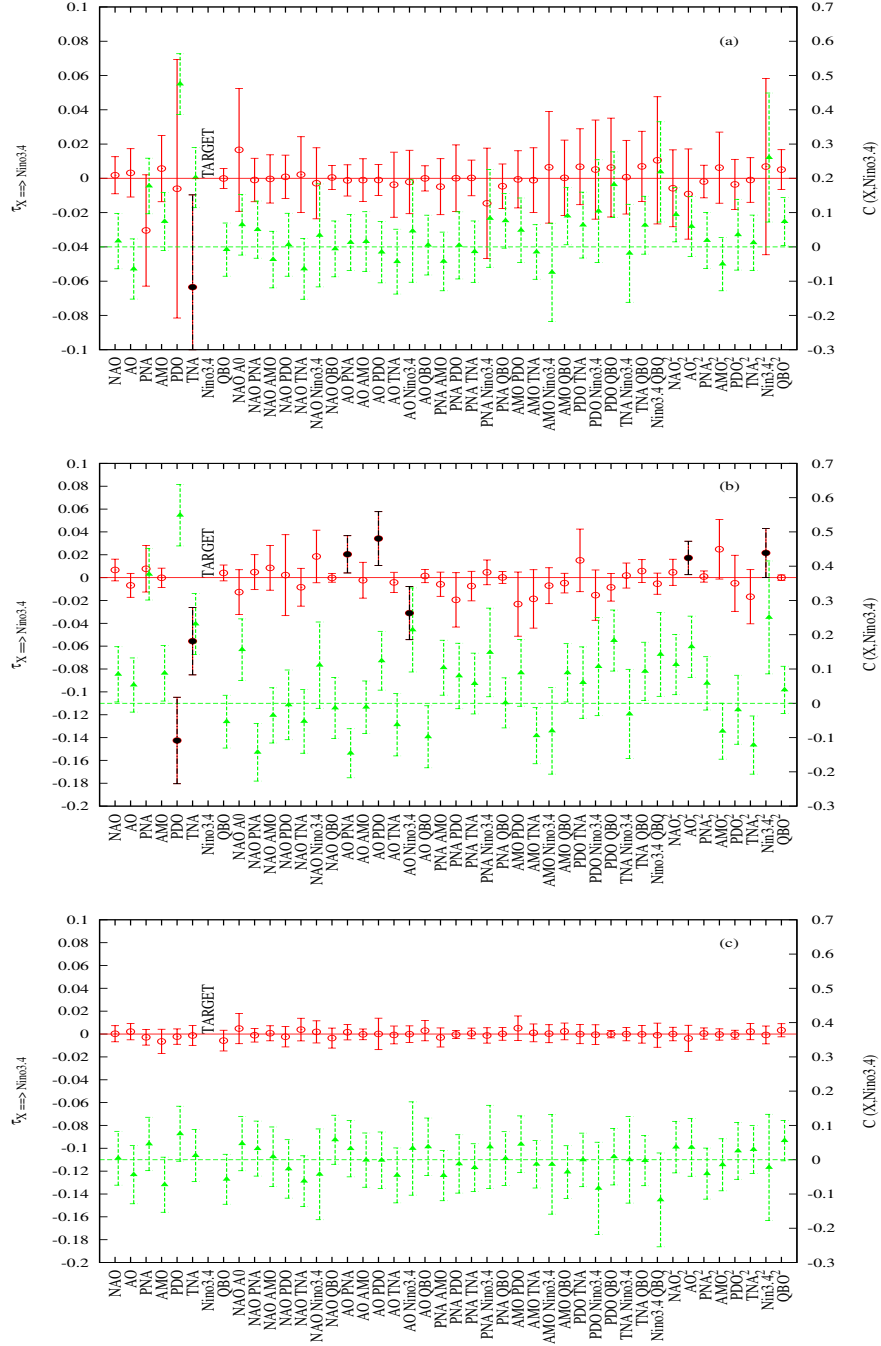 0.1
0.08
0.06
0.04
0.02
0
-0.02
-0.04
-0.06
-0.08
-0.1
τX ==> Nino3.4
(a)
TARGET
0.7
0.6
0.5
0.4
0.3
0.2
0.1
0
-0.1
-0.2
-0.3
C (X,Nino3.4)
NAO
AO
PNA
AMO
PDO
TNA
Nino3.4
QBO
NAO A0
NAO PNA
NAO AMO
NAO PDO
NAO TNA
NAO Nino3.4
NAO QBO
AO PNA
AO AMO
AO PDO
AO TNA
AO Nino3.4
AO QBO
PNA AMO
PNA PDO
PNA TNA
PNA Nino3.4
PNA QBO
AMO PDO
AMO TNA
AMO Nino3.4
AMO QBO
PDO TNA
PDO Nino3.4
PDO QBO
TNA Nino3.4
TNA QBO
Nino3.4 QBQ
NAO²
AO²
PNA²
AMO²
PDO²
TNA²
Nin3.4²
QBO²
0.1
0.08
0.06
0.04
0.02
0
-0.02
-0.04
-0.06
-0.08
-0.1
-0.12
-0.14
-0.16
-0.18
-0.2
τX ==> Nino3.4
(b)
TARGET
0.7
0.6
0.5
0.4
0.3
0.2
0.1
0
-0.1
-0.2
-0.3
C (X,Nino3.4)
NAO
AO
PNA
AMO
PDO
TNA
Nino3.4
QBO
NAO A0
NAO PNA
NAO AMO
NAO PDO
NAO TNA
NAO Nino3.4
NAO QBO
AO PNA
AO AMO
AO PDO
AO TNA
AO Nino3.4
AO QBO
PNA AMO
PNA PDO
PNA TNA
PNA Nino3.4
PNA QBO
AMO PDO
AMO TNA
AMO Nino3.4
AMO QBO
PDO TNA
PDO Nino3.4
PDO QBO
TNA Nino3.4
TNA QBO
Nino3.4 QBQ
NAO²
AO²
PNA²
AMO²
PDO²
TNA²
Nin3.4²
QBO²
0.1
0.08
0.06
0.04
0.02
0
-0.02
-0.04
-0.06
-0.08
-0.1
-0.12
-0.14
-0.16
-0.18
-0.2
τX ==> Nino3.4
(c)
TARGET
0.7
0.6
0.5
0.4
0.3
0.2
0.1
0
-0.1
-0.2
-0.3
C (X,Nino3.4)
NAO
AO
PNA
AMO
PDO
TNA
Nino3.4
QBO
NAO A0
NAO PNA
NAO AMO
NAO PDO
NAO TNA
NAO Nino3.4
NAO QBO
AO PNA
AO AMO
AO PDO
AO TNA
AO Nino3.4
AO QBO
PNA AMO
PNA PDO
PNA TNA
PNA Nino3.4
PNA QBO
AMO PDO
AMO TNA
AMO Nino3.4
AMO QBO
PDO TNA
PDO Nino3.4
PDO QBO
TNA Nino3.4
TNA QBO
Nino3.4 QBQ
NAO²
AO²
PNA²
AMO²
PDO²
TNA²
Nin3.4²
QBO²